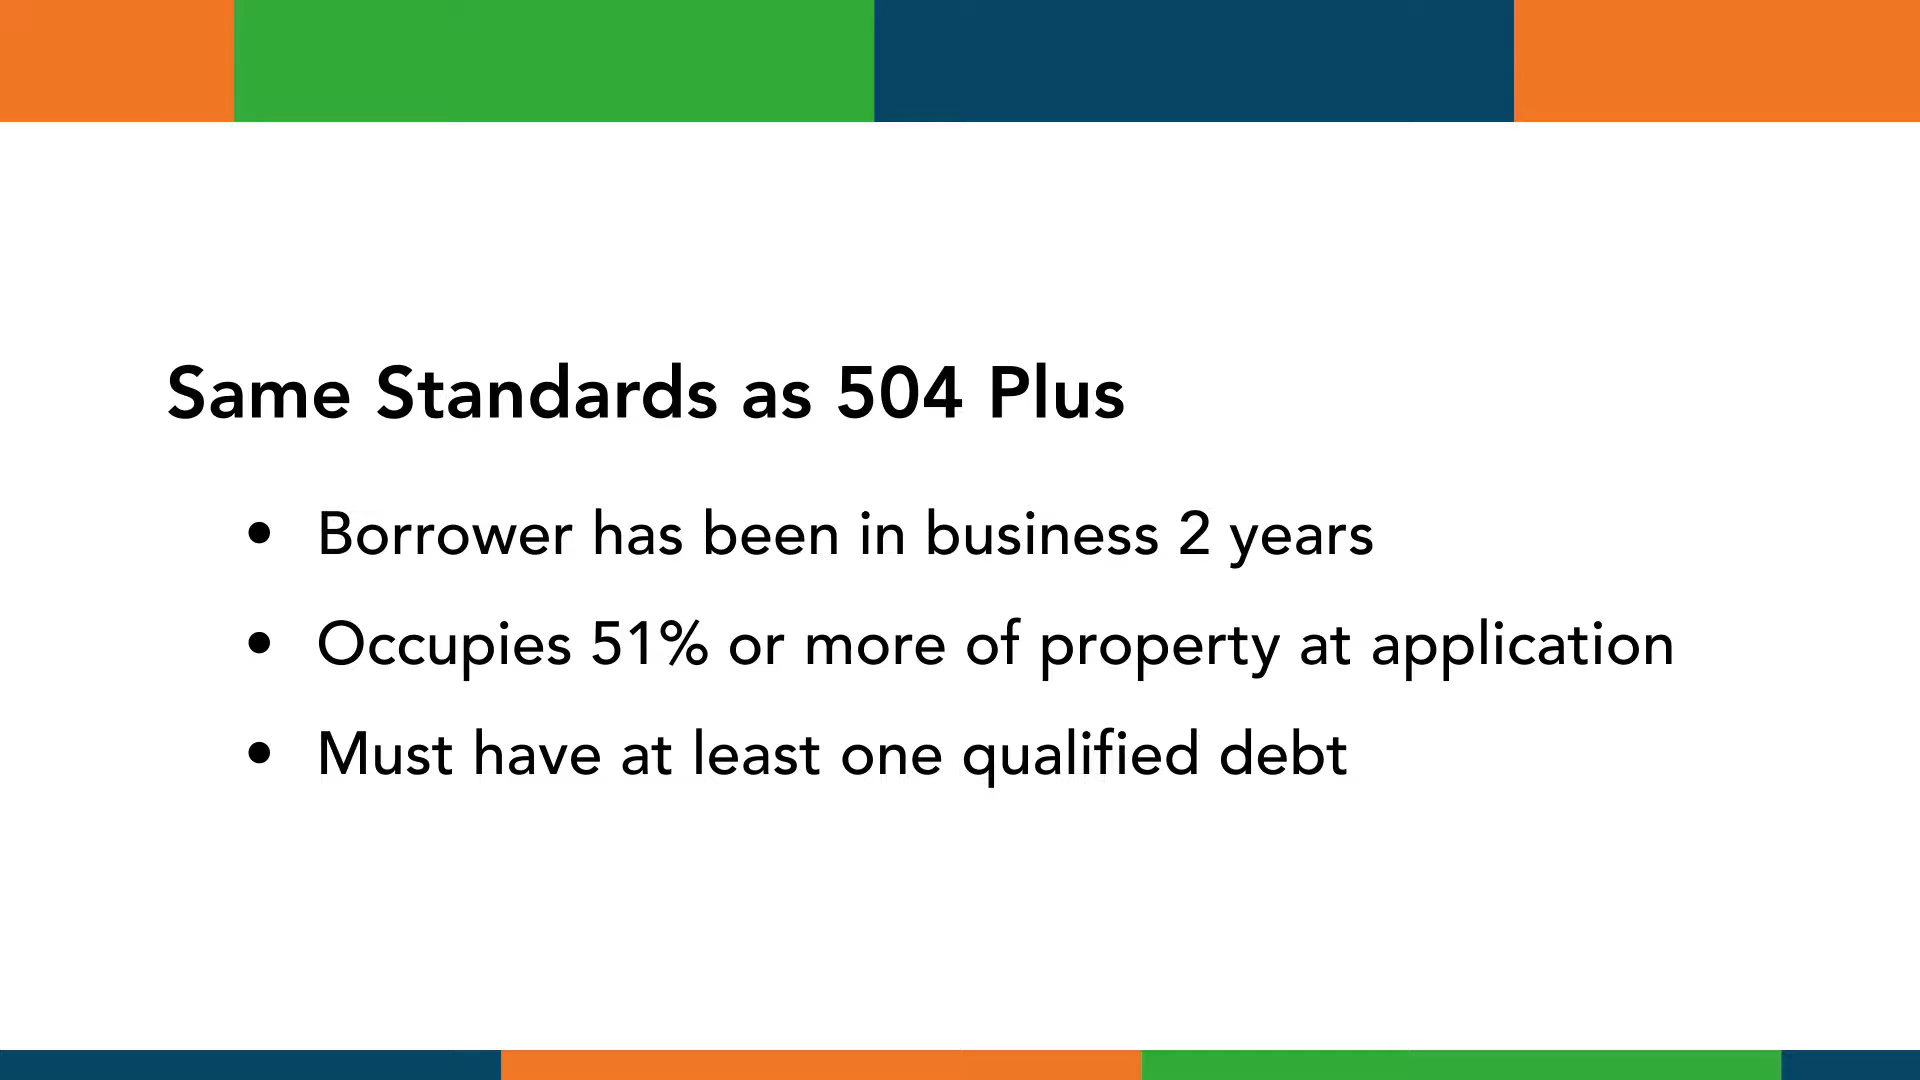 Same Standards as 504 Plus
• Borrower has been in business 2 years
• Occupies 51% or more of property at application
• Must have at least one qualified debt